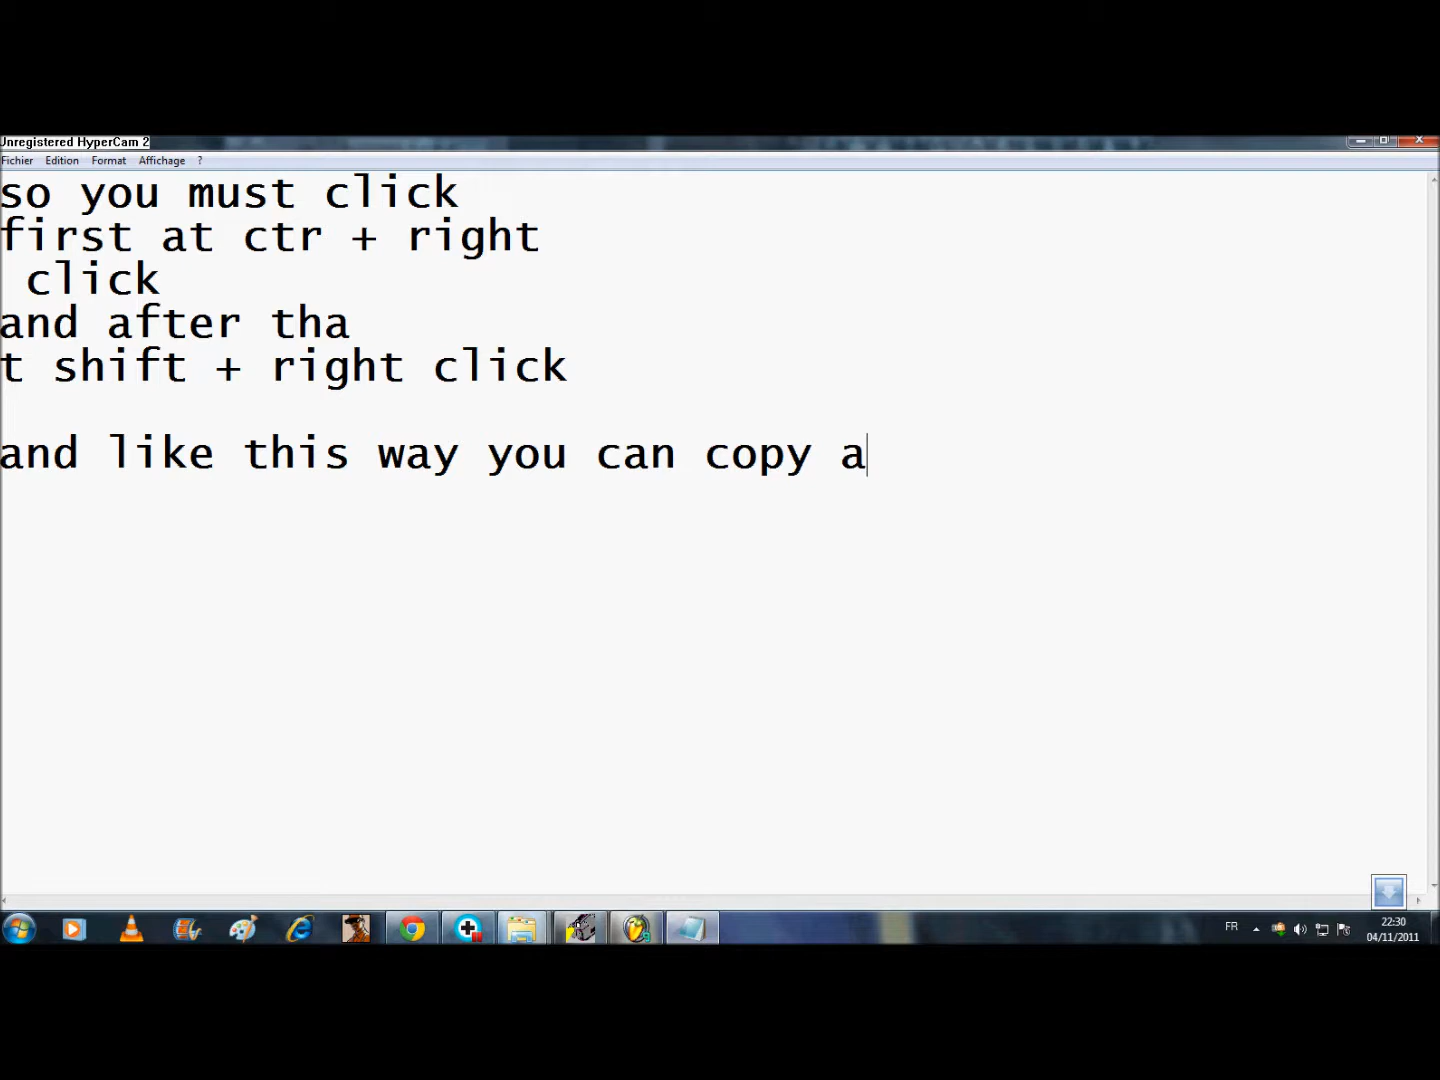 Unregistered HyperCam 2
Fichier Edition Format Affichage ?
so you must click
first at ctr + right
click
and after tha
t shift + right click
and like this way you can copy a
FR
22:30
04/11/2011